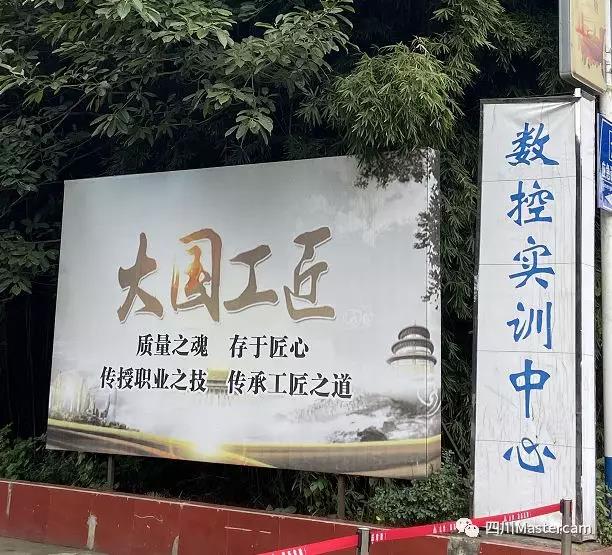 大国工匠
质量之魂 存于匠心
传授职业之技 传承工匠之道
数控实训中心
四川Mastercam